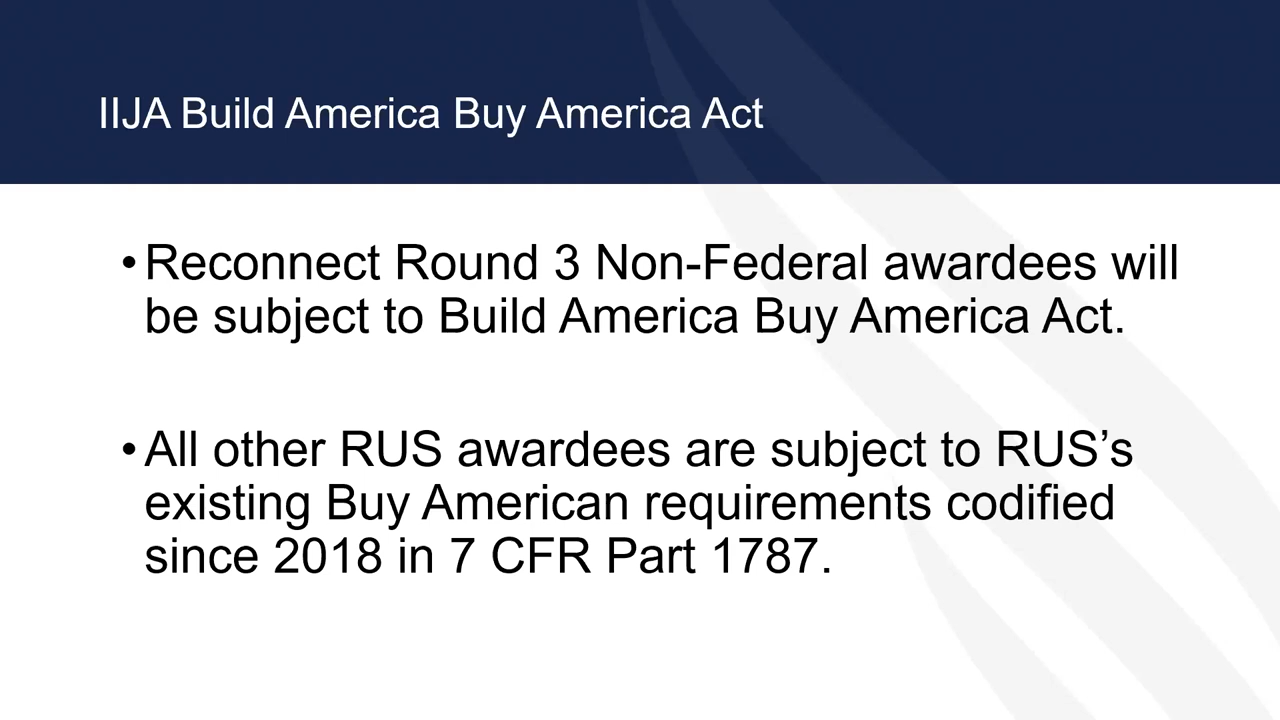 IIJA Build America Buy America Act
•Reconnect Round 3 Non-Federal awardees will
be subject to Build America Buy America Act.
•All other RUS awardees are subject to RUS’s
existing Buy American requirements codified
since 2018 in 7 CFR Part 1787.